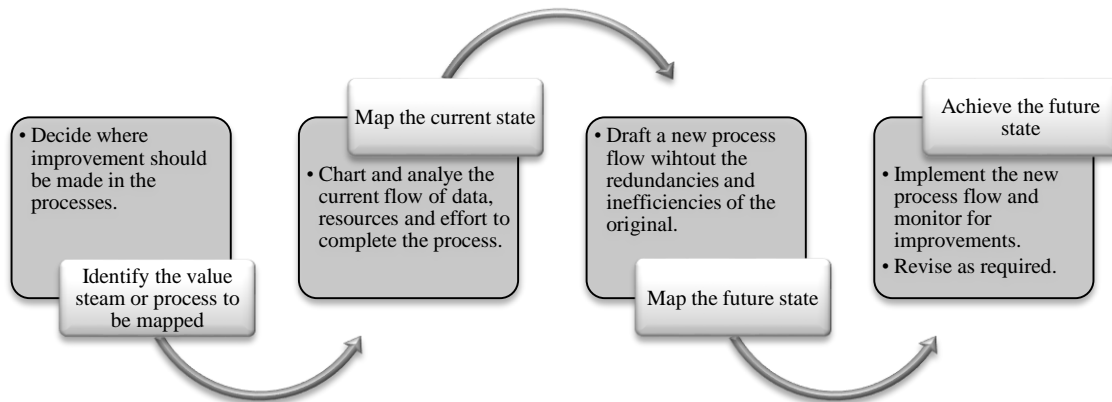 • Decide where
improvement should
be made in the
processes.
Identify the value
steam or process to
be mapped
Map the current state
• Chart and analye the
current flow of data,
resources and effort to
complete the process.
• Draft a new process
flow wihtout the
redundancies and
inefficiencies of the
original.
Map the future state
Achieve the future
state
• Implement the new
process flow and
monitor for
improvements.
• Revise as required.